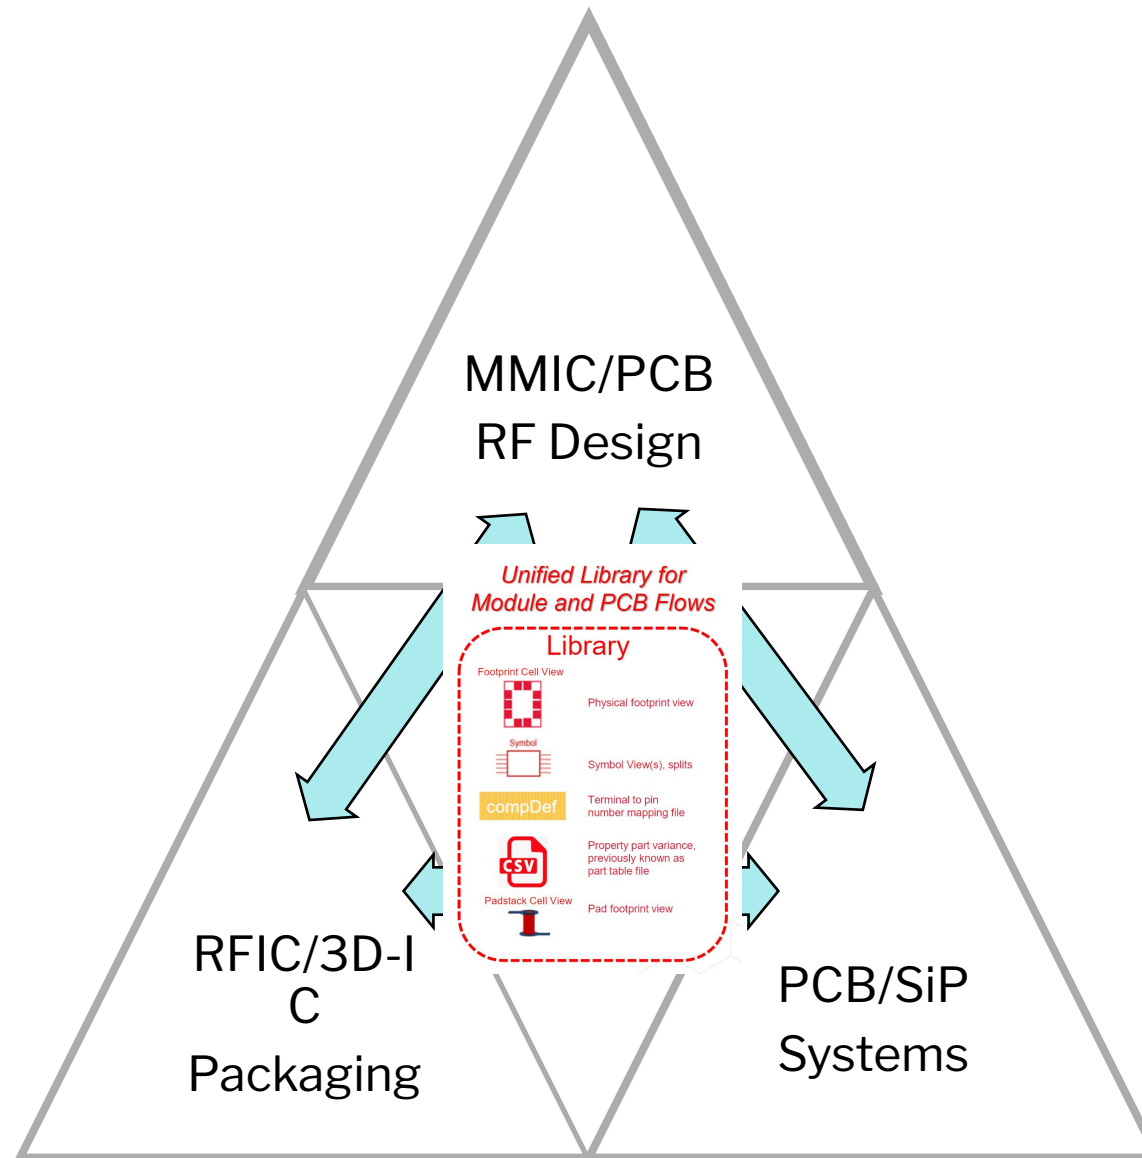 MMIC/PCB
RF Design
Unified Library for
Module and PCB Flows
Library
Footprint Cell View
Physical footprint view
Symbol
Symbol View(s), splits
compDef
Terminal to pin
number mapping file
CSV
Property part variance,
previously known as
part table file
Padstack Cell View
Pad footprint view
RFIC/3D-I
C
Packaging
PCB/SiP
Systems